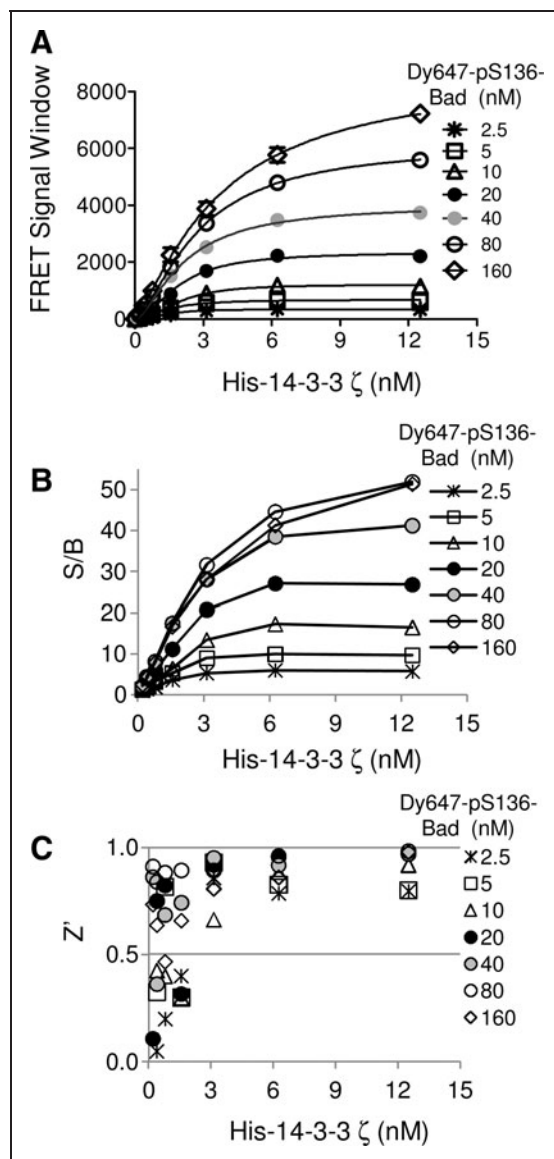 A
Dy647-pS136-
Bad (nM)
2.5
5
10
20
40
80
160
FRET Signal Window
8000
6000
4000
2000
0
0 3 6 9 12 15
His-14-3-3 ζ (nM)
B
Dy647-pS136-
Bad (nM)
2.5
5
10
20
40
80
160
S/B
50
40
30
20
10
0
0 3 6 9 12 15
His-14-3-3 ζ (nM)
C
Dy647-pS136-
Bad (nM)
2.5
5
10
20
40
80
160
Z'
1.0
0.5
0.0
0 3 6 9 12 15
His-14-3-3 ζ (nM)